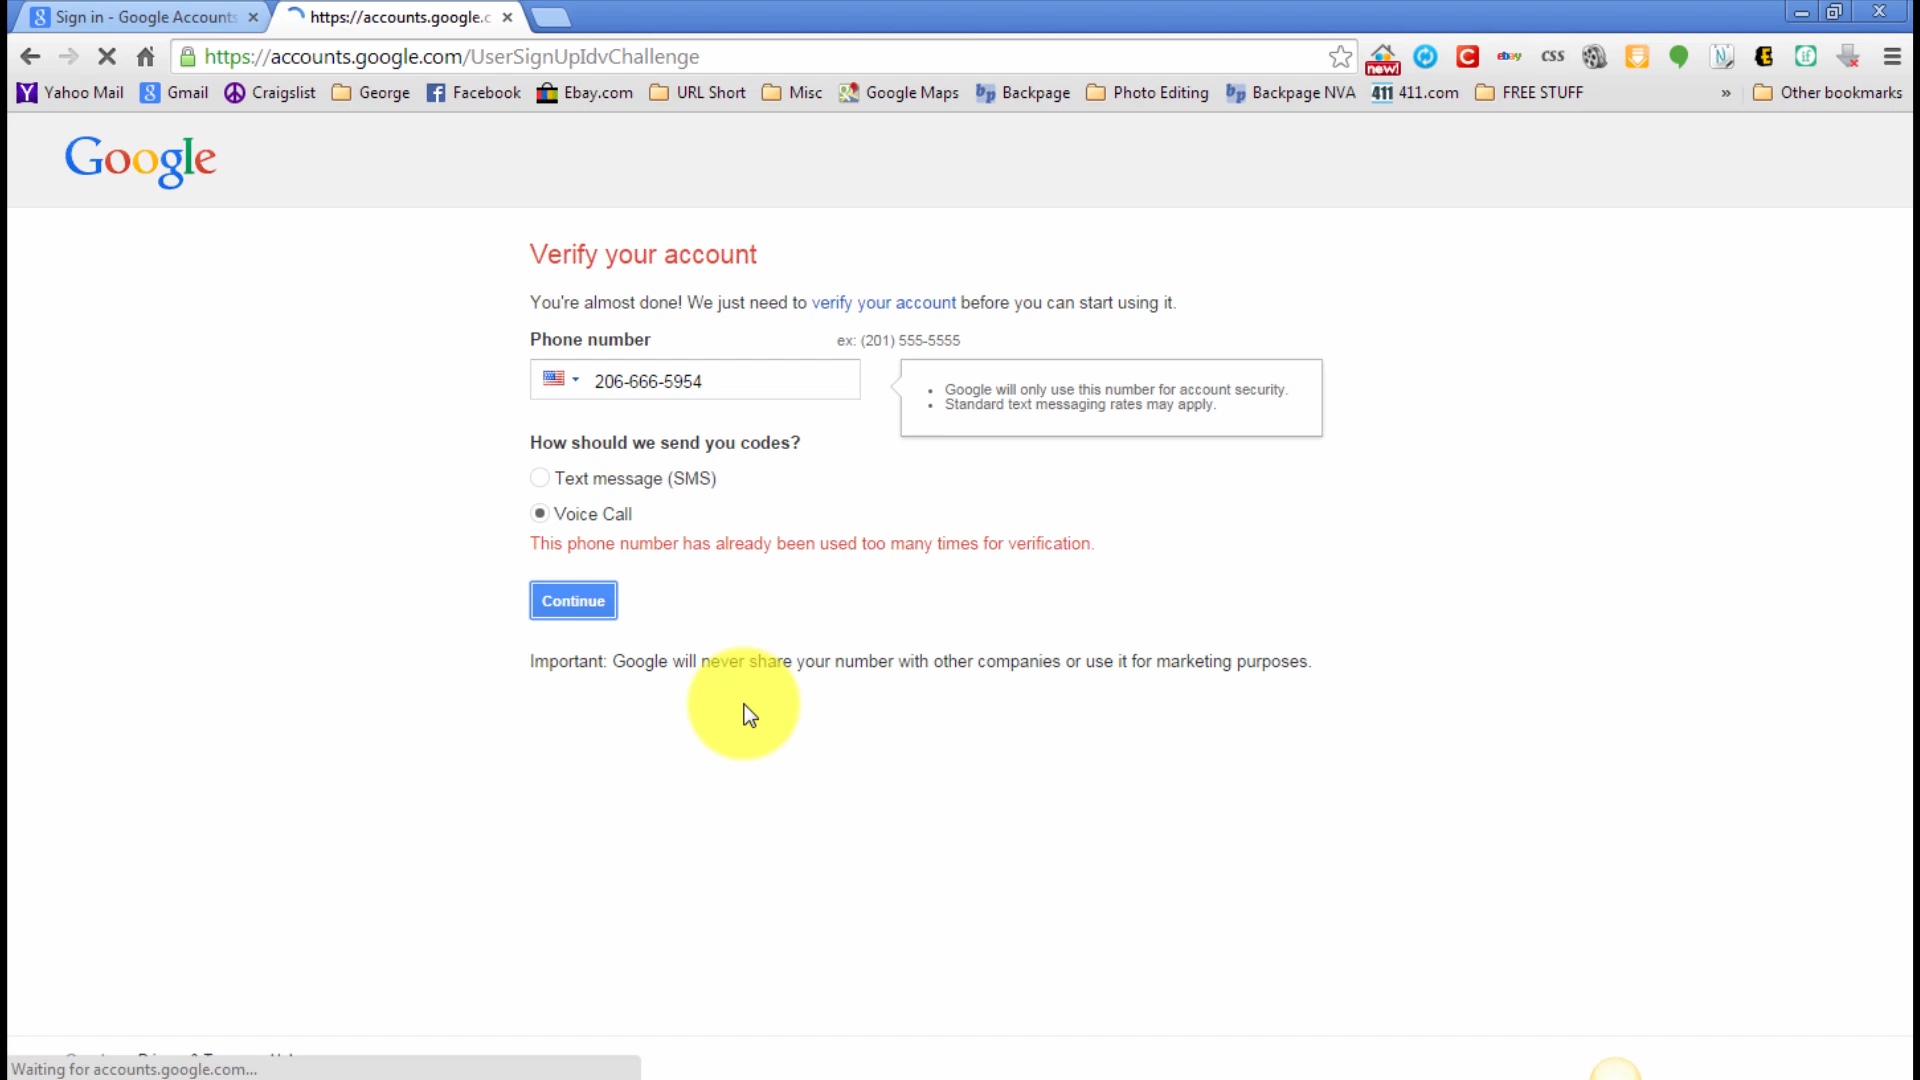 Sign in - Google Accounts
https://accounts.google.c
https://accounts.google.com/UserSignUpIdvChallenge
new!
C
ebay
CSS
N
E
if
Yahoo Mail
Gmail
Craigslist
George
Facebook
Ebay.com
URL Short
Misc
Google Maps
Backpage
Photo Editing
Backpage NVA
411 411.com
FREE STUFF
»
Other bookmarks
Google
Verify your account
You're almost done! We just need to verify your account before you can start using it.
Phone number
ex: (201) 555-5555
206-666-5954
• Google will only use this number for account security.
• Standard text messaging rates may apply.
How should we send you codes?
Text message (SMS)
Voice Call
This phone number has already been used too many times for verification.
Continue
Important: Google will never share your number with other companies or use it for marketing purposes.
Waiting for accounts.google.com...